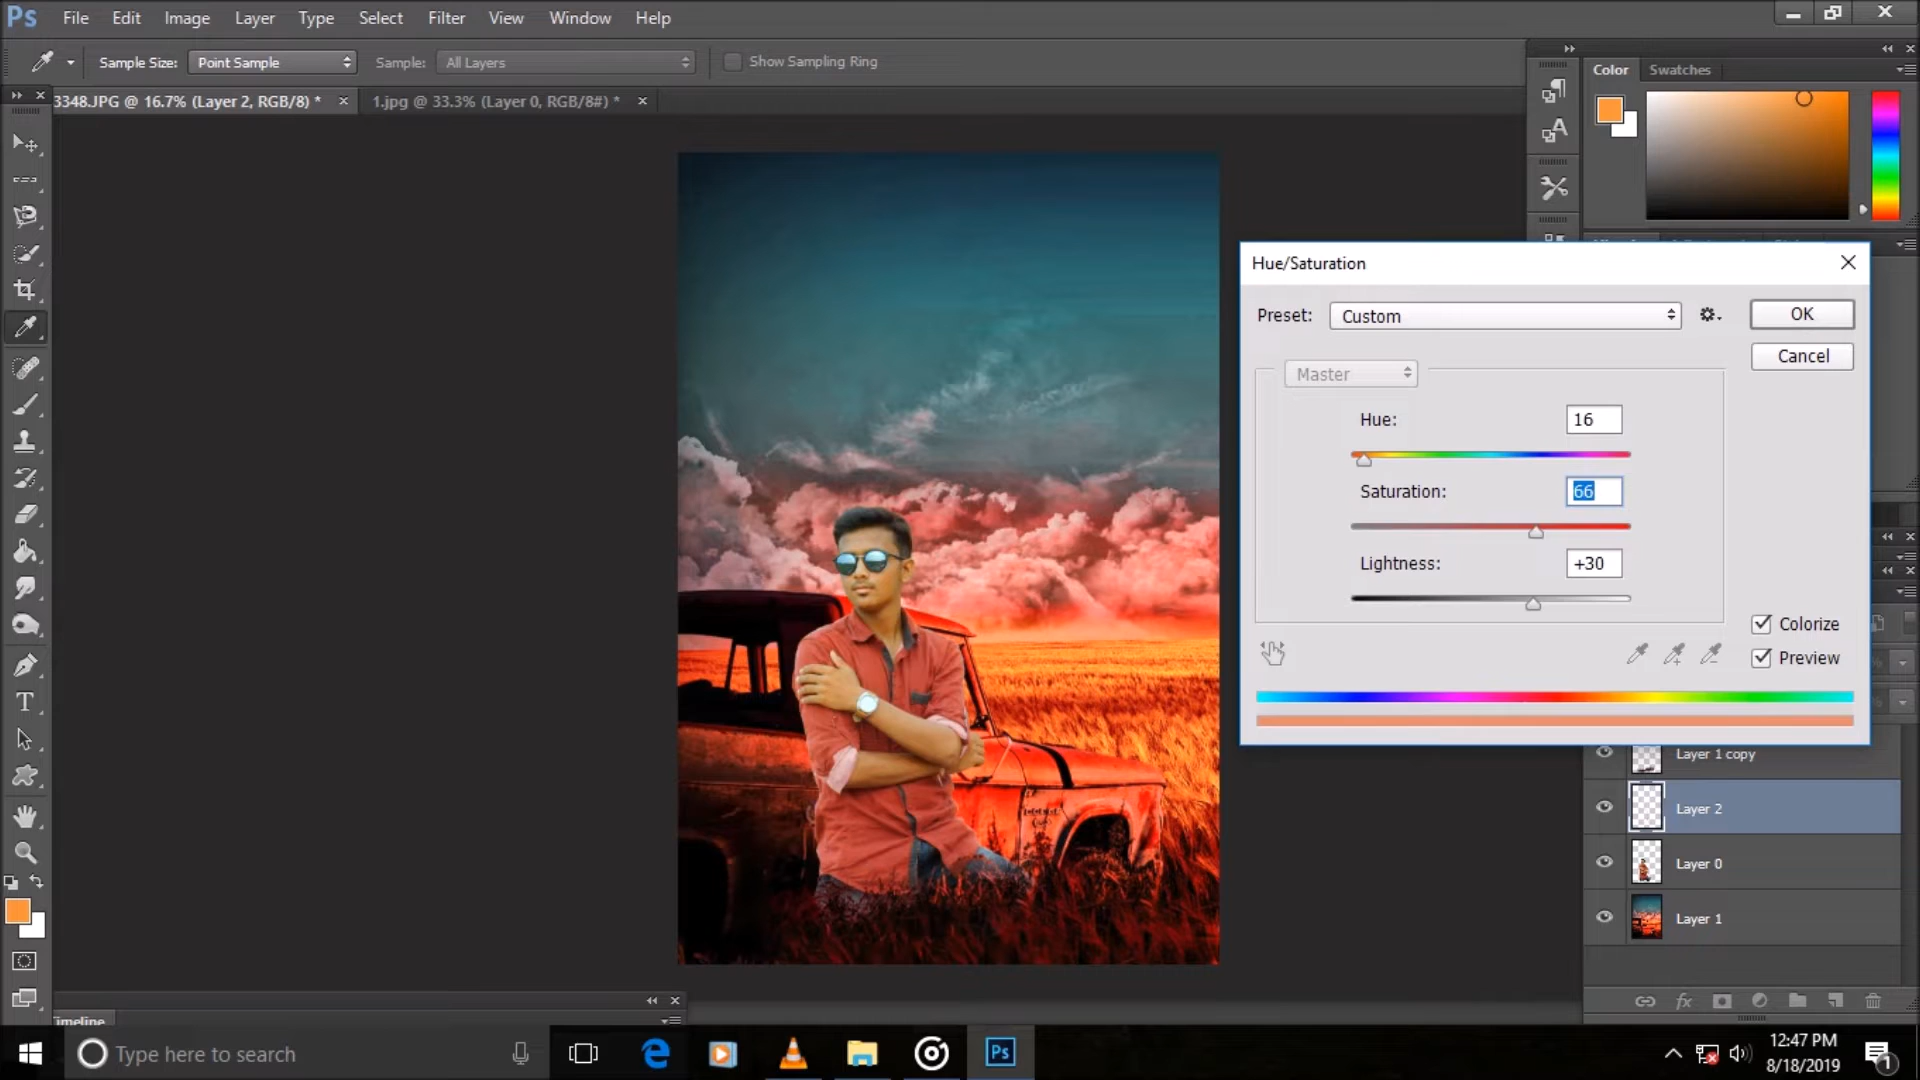 Ps File Edit Image Layer Type Select Filter View Window Help
Sample Size: Point Sample Sample: All Layers Show Sampling Ring
3348.JPG @ 16.7% (Layer 2, RGB/8) * × 1.jpg @ 33.3% (Layer 0, RGB/8#) * ×
Color Swatches
Hue/Saturation
Preset: Custom
OK
Cancel
Master
Hue: 16
Saturation: 66
Lightness: +30
Colorize
Preview
Layer 1 copy
Layer 2
Layer 0
Layer 1
fx
Timeline
Type here to search
Ps
12:47 PM
8/18/2019
1